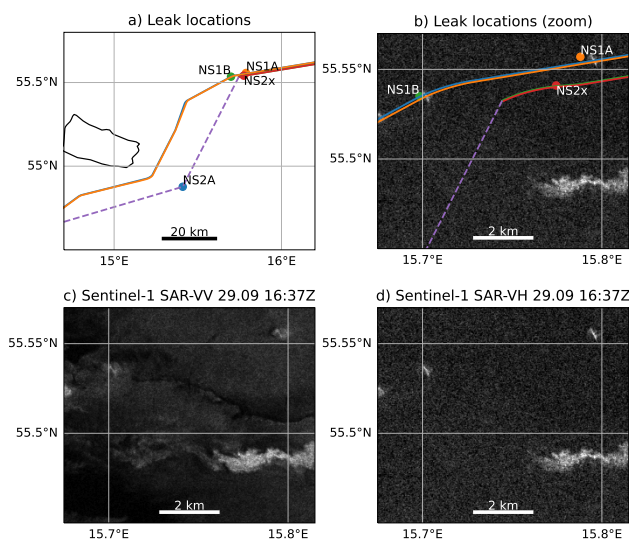 a) Leak locations
b) Leak locations (zoom)
55.5°N
55°N
NS1B
NS1A
NS2x
NS2A
20 km
15°E
16°E
55.55°N
55.5°N
NS1B
NS1A
NS2x
2 km
15.7°E
15.8°E
c) Sentinel-1 SAR-VV 29.09 16:37Z
d) Sentinel-1 SAR-VH 29.09 16:37Z
55.55°N
55.5°N
2 km
15.7°E
15.8°E
55.55°N
55.5°N
2 km
15.7°E
15.8°E